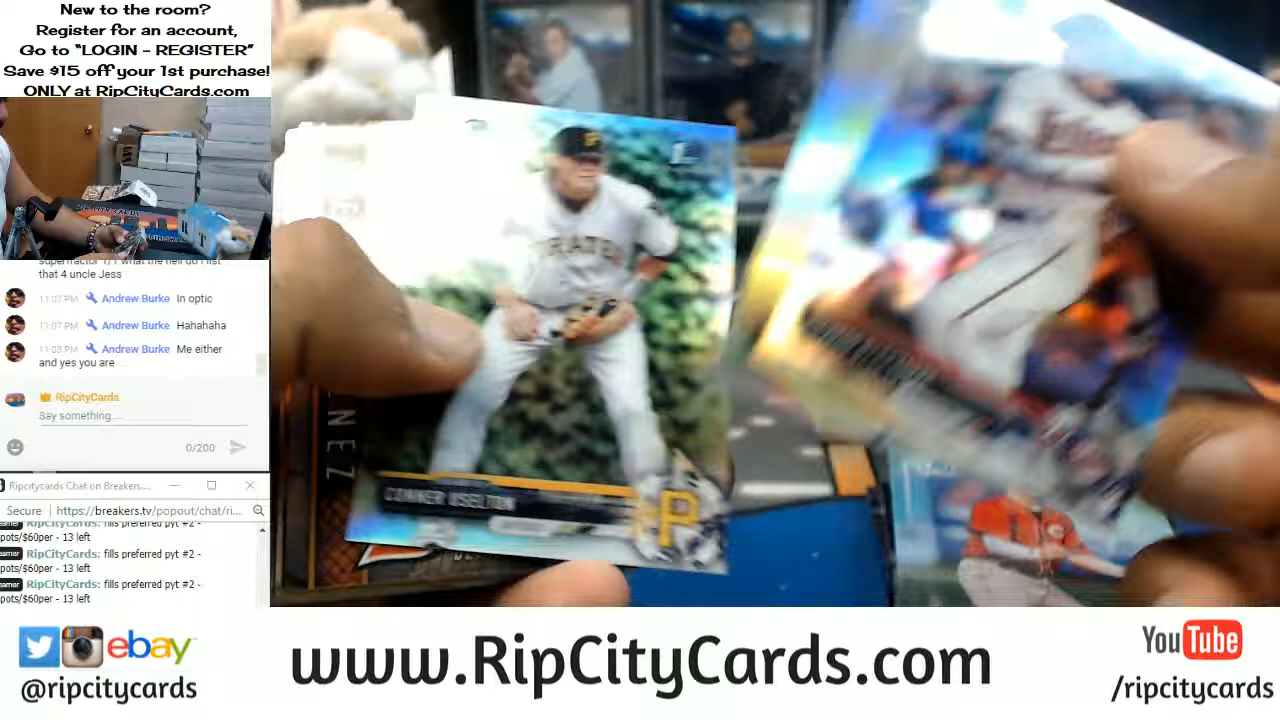 New to the room?
Register for an account,
Go to “LOGIN - REGISTER”
Save $15 off your 1st purchase!
ONLY at RipCityCards.com
that 4 uncle Jess
11:07 PM Andrew Burke In optic
11:07 PM Andrew Burke Hahahaha
11:08 PM Andrew Burke Me either
and yes you are
RipCityCards
Say something...
0/200
Ripcitycards Chat on Breakers....
Secure https://breakers.tv/popout/chat/ri...
RipCityCards: fills preferred pyt #2 -
pots/$60per - 13 left
RipCityCards: fills preferred pyt #2 -
pots/$60per - 13 left
RipCityCards: fills preferred pyt #2 -
pots/$60per - 13 left
P
PIRATES
CONNER USELTON
P
NEZ
R T
ebay
@ripcitycards
www.RipCityCards.com
YouTube
/ripcitycards